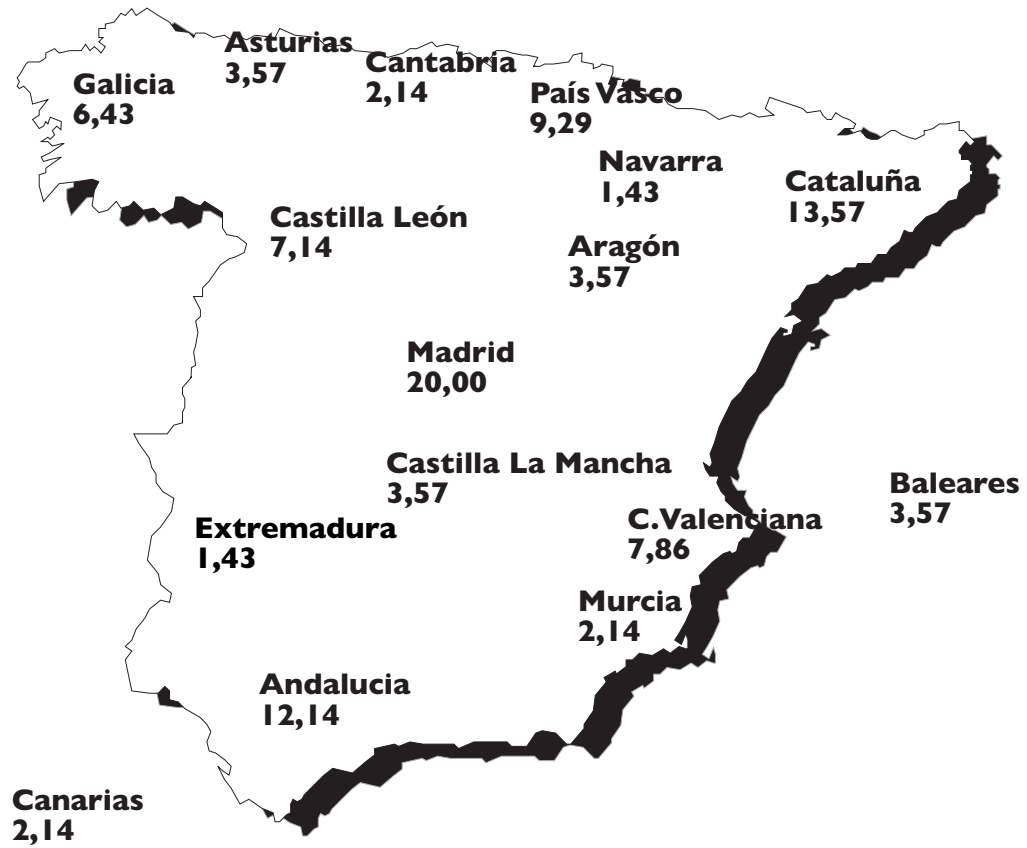 Asturias
3,57
Cantabria
2,14
Galicia
6,43
País Vasco
9,29
Navarra
1,43
Cataluña
13,57
Castilla León
7,14
Aragón
3,57
Madrid
20,00
Castilla La Mancha
3,57
Baleares
3,57
Extremadura
1,43
C.Valenciana
7,86
Murcia
2,14
Andalucia
12,14
Canarias
2,14